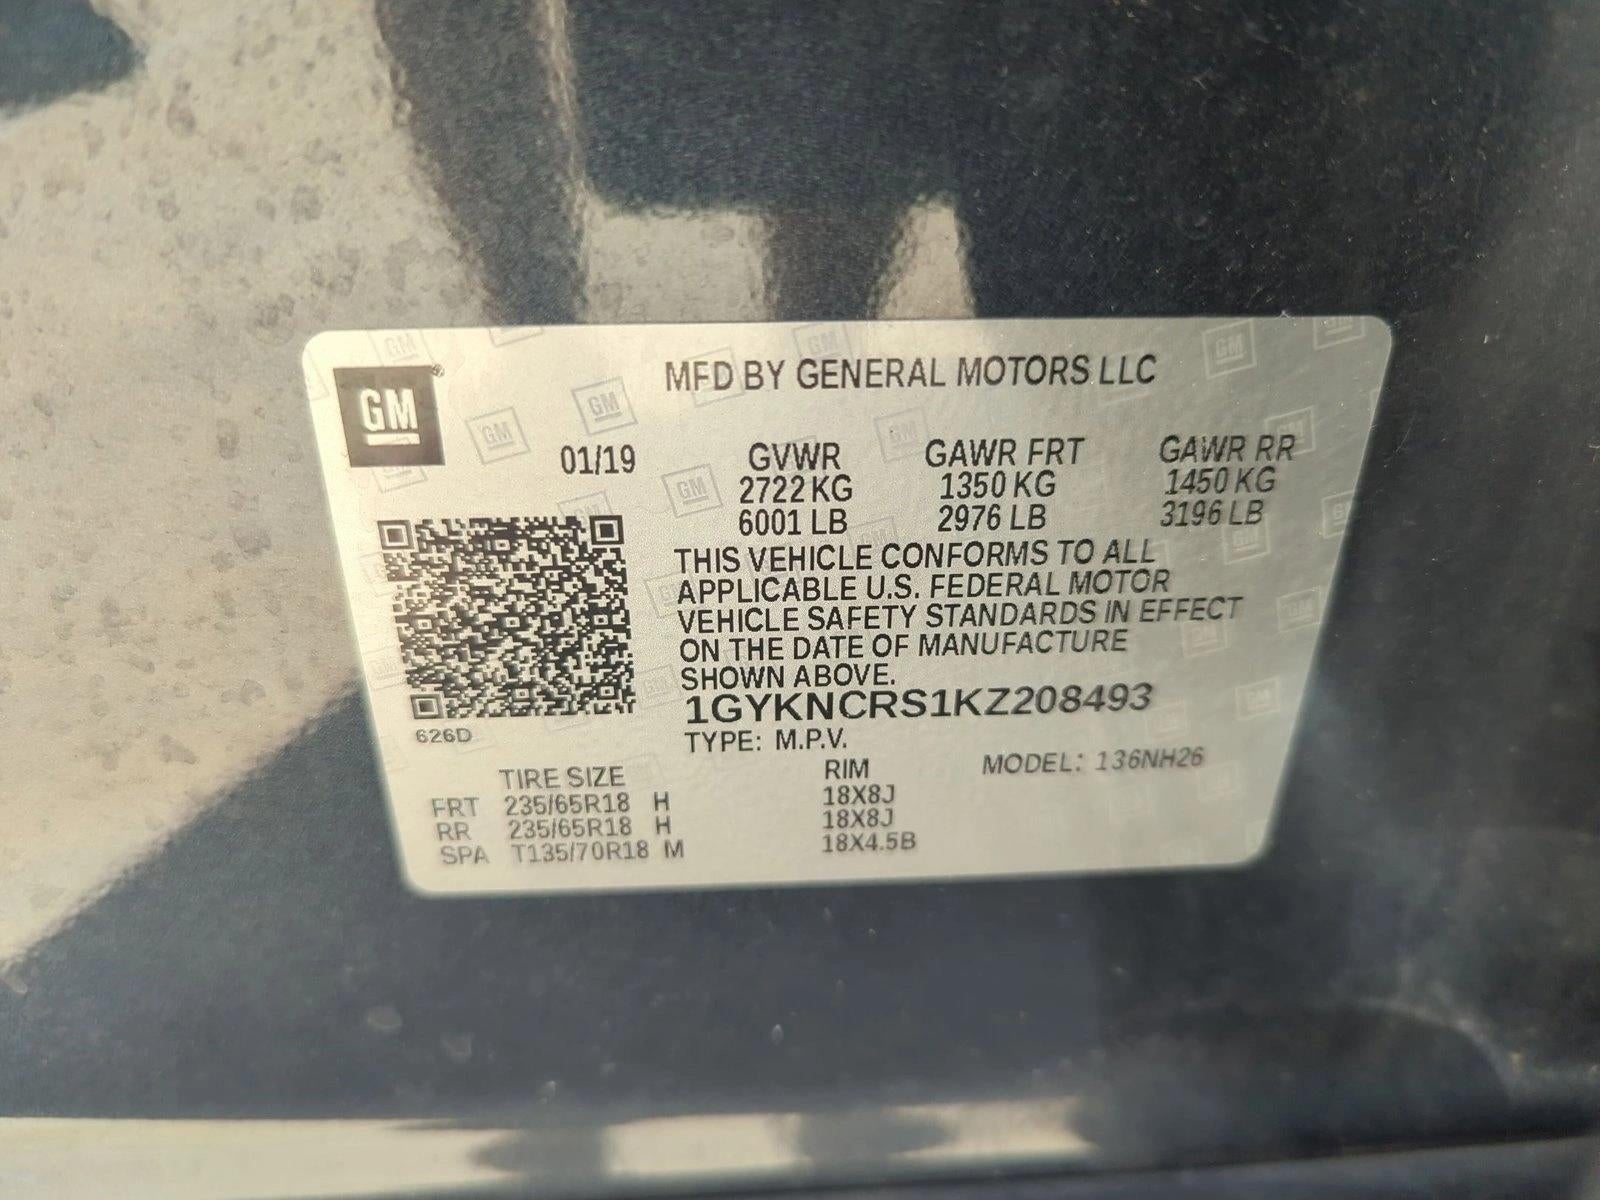 GM
MFD BY GENERAL MOTORS LLC
01/19 GVWR GAWR FRT GAWR RR
2722 KG 1350 KG 1450 KG
6001 LB 2976 LB 3196 LB
THIS VEHICLE CONFORMS TO ALL
APPLICABLE U.S. FEDERAL MOTOR
VEHICLE SAFETY STANDARDS IN EFFECT
ON THE DATE OF MANUFACTURE
SHOWN ABOVE.
1GYKNCRS1KZ208493
626D
TYPE: M.P.V.
TIRE SIZE RIM MODEL: 136NH26
FRT 235/65R18 H 18X8J
RR 235/65R18 H 18X8J
SPA T135/70R18 M 18X4.5B